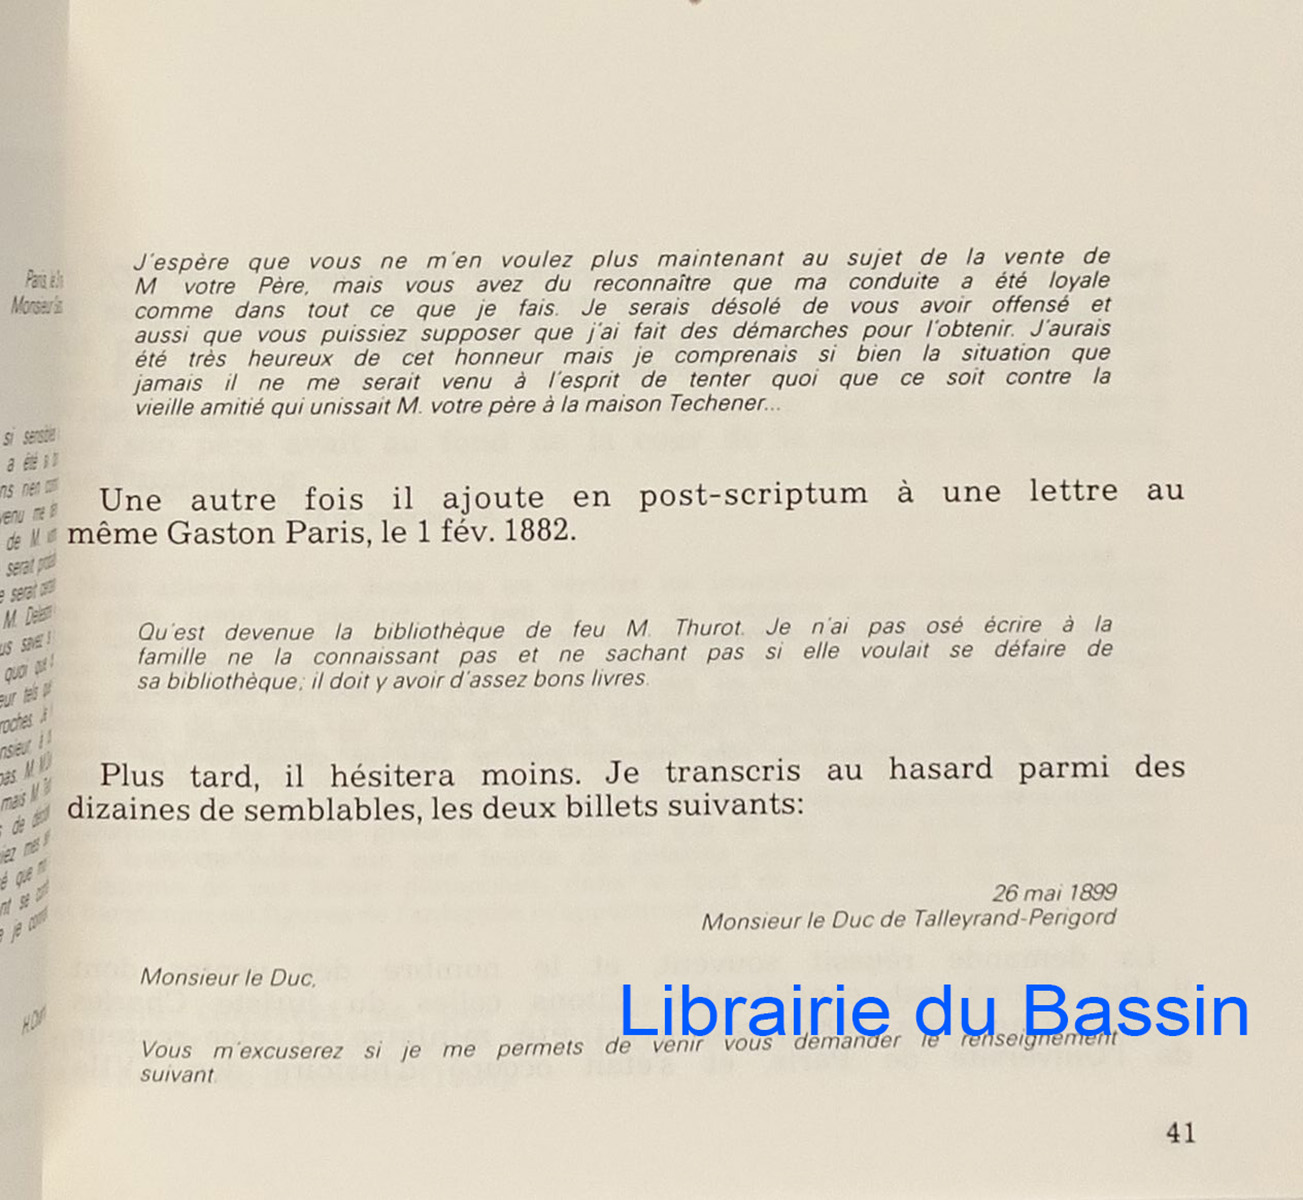 J'espère que vous ne m'en voulez plus maintenant au sujet de la vente de
M votre Père, mais vous avez du reconnaître que ma conduite a été loyale
comme dans tout ce que je fais. Je serais désolé de vous avoir offensé et
aussi que vous puissiez supposer que j'ai fait des démarches pour l'obtenir. J'aurais
été très heureux de cet honneur mais je comprenais si bien la situation que
jamais il ne me serait venu à l'esprit de tenter quoi que ce soit contre la
vieille amitié qui unissait M. votre père à la maison Techener...
Une autre fois il ajoute en post-scriptum à une lettre au
même Gaston Paris, le 1 fév. 1882.
Qu'est devenue la bibliothèque de feu M. Thurot. Je n'ai pas osé écrire à la
famille ne la connaissant pas et ne sachant pas si elle voulait se défaire de
sa bibliothèque; il doit y avoir d'assez bons livres.
Plus tard, il hésitera moins. Je transcris au hasard parmi des
dizaines de semblables, les deux billets suivants:
26 mai 1899
Monsieur le Duc de Talleyrand-Perigord
Monsieur le Duc,
Librairie du Bassin
Vous m'excuserez si je me permets de venir vous demander le renseignement
suivant.
41